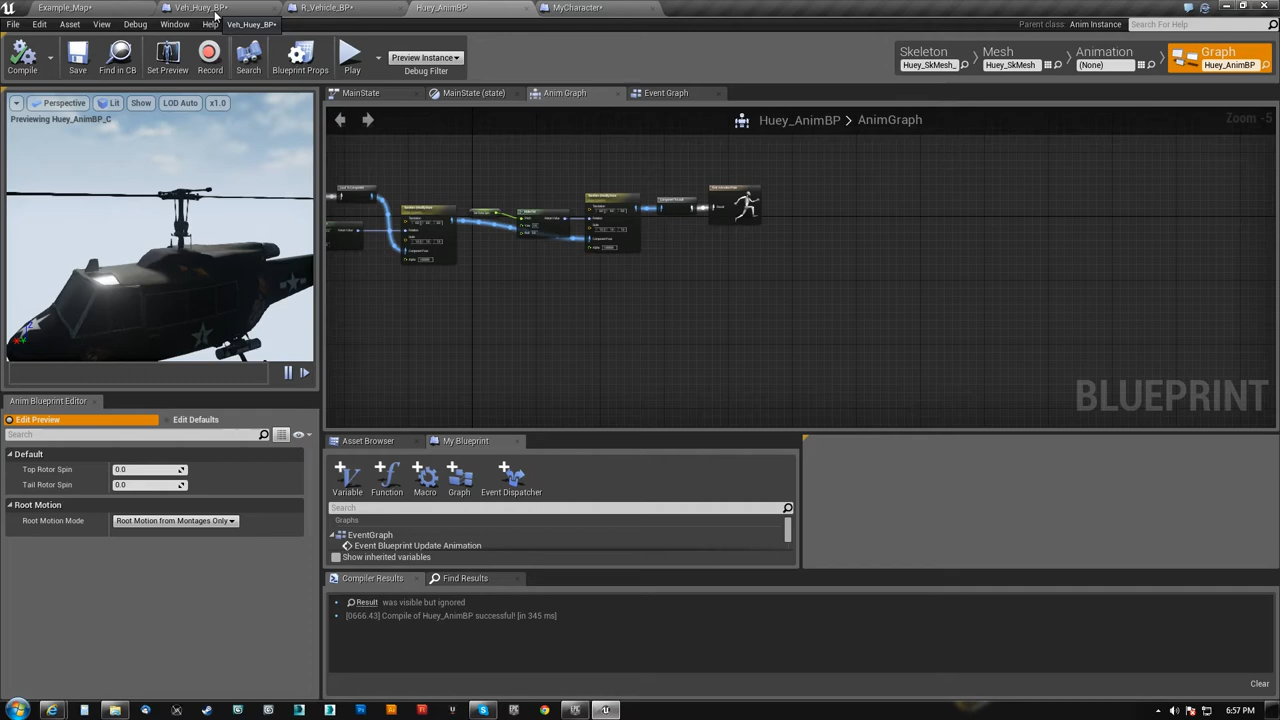 Example_Map*
Veh_Huey_BP*
R_Vehicle_BP*
Huey_AnimBP
MyCharacter*
File Edit Asset View Debug Window Help
Veh_Huey_BP*
Parent class: Anim Instance
Search For Help
Compile
Save
Find in CB
Set Preview
Record
Search
Blueprint Props
Play
Preview Instance
Debug Filter
Skeleton
Huey_SkMesh_
Mesh
Huey_SkMesh
Animation
(None)
Graph
Huey_AnimBP
Perspective
Lit
Show
LOD Auto
x1.0
Previewing Huey_AnimBP_C
MainState
MainState (state)
Anim Graph
Event Graph
Huey_AnimBP > AnimGraph
Zoom -5
BLUEPRINT
Anim Blueprint Editor
Edit Preview
Edit Defaults
Search
Default
Top Rotor Spin 0.0
Tail Rotor Spin 0.0
Root Motion
Root Motion Mode Root Motion from Montages Only
Asset Browser
My Blueprint
Variable
Function
Macro
Graph
Event Dispatcher
Search
Graphs
EventGraph
Event Blueprint Update Animation
Show inherited variables
Compiler Results
Find Results
Result was visible but ignored
[0666.43] Compile of Huey_AnimBP successful! [in 345 ms]
Clear
6:57 PM